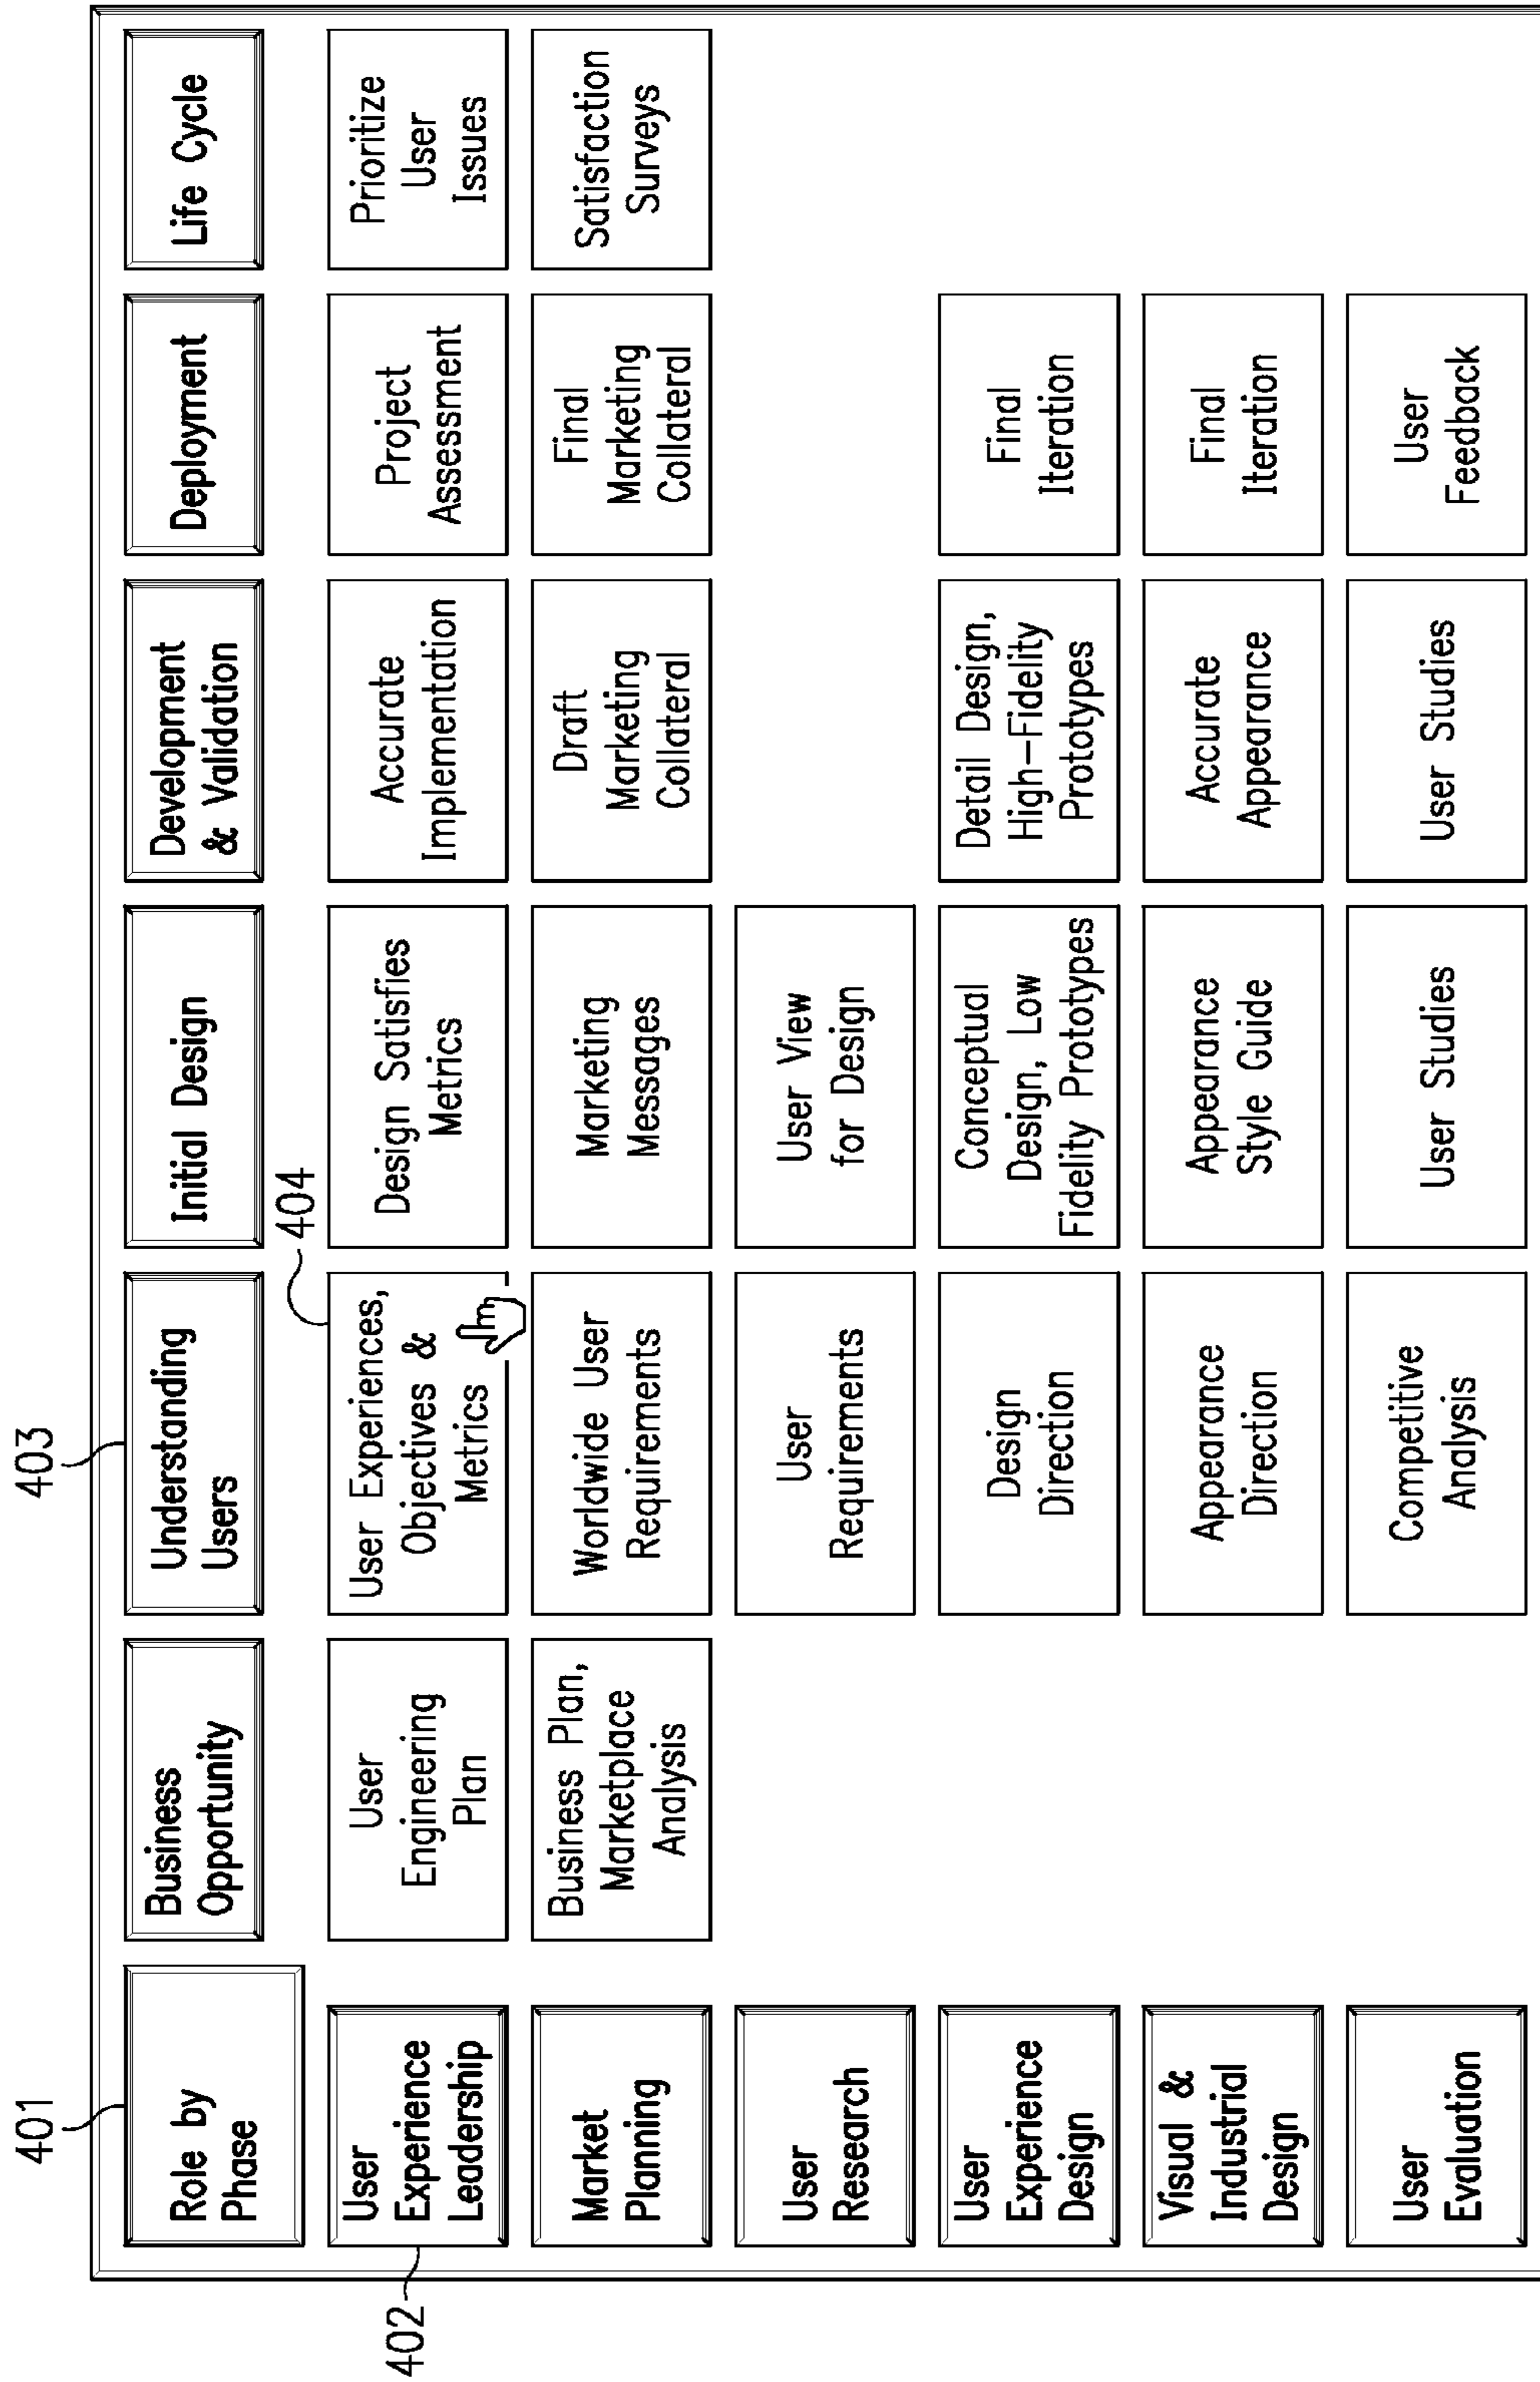 401
403
Role by
Phase
Business
Opportunity
Understanding
Users
Initial Design
Development
& Validation
Deployment
Life Cycle
404
402
User
Experience
Leadership
User
Engineering
Plan
User Experiences,
Objectives &
Metrics
Design Satisfies
Metrics
Accurate
Implementation
Project
Assessment
Prioritize
User
Issues
Market
Planning
Business Plan,
Marketplace
Analysis
Worldwide User
Requirements
Marketing
Messages
Draft
Marketing
Collateral
Final
Marketing
Collateral
Satisfaction
Surveys
User
Research
User
Requirements
User View
for Design
User
Experience
Design
Design
Direction
Conceptual
Design, Low
Fidelity Prototypes
Detail Design,
High-Fidelity
Prototypes
Final
Iteration
Visual &
Industrial
Design
Appearance
Direction
Appearance
Style Guide
Accurate
Appearance
Final
Iteration
User
Evaluation
Competitive
Analysis
User Studies
User Studies
User
Feedback